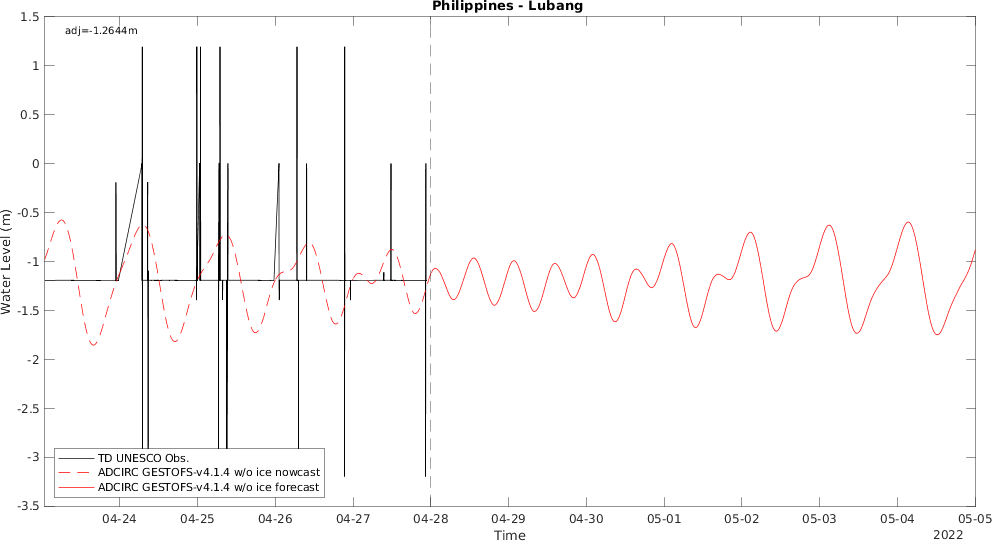 Philippines - Lubang
adj=-1.2644m
1.5
1
0.5
0
-0.5
-1
-1.5
-2
-2.5
-3
-3.5
Water Level (m)
TD UNESCO Obs.
ADCIRC GESTOFS-v4.1.4 w/o ice nowcast
ADCIRC GESTOFS-v4.1.4 w/o ice forecast
04-24 04-25 04-26 04-27 04-28 04-29 04-30 05-01 05-02 05-03 05-04 05-05
Time
2022